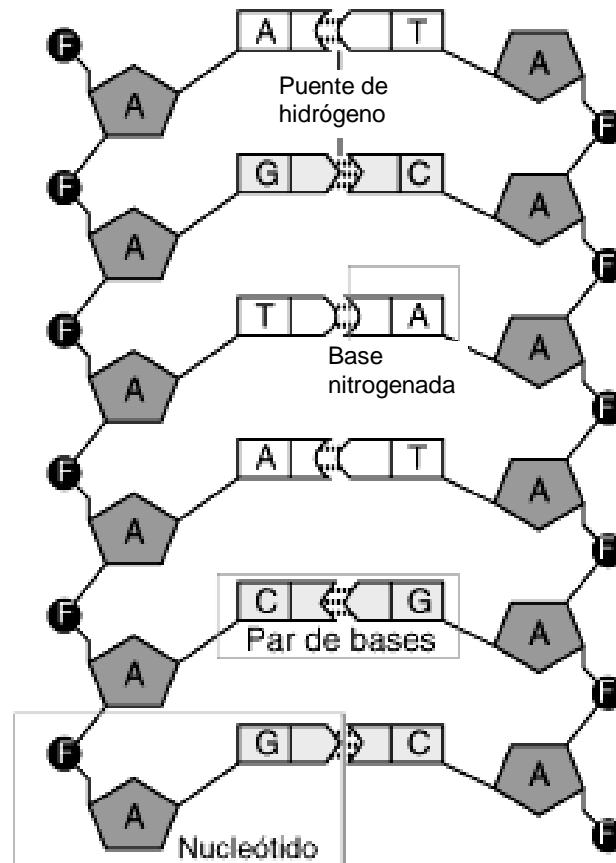 F A A T A
Puente de
hidrógeno
F
F A G C A
F
F A T A A
Base
nitrogenada
F
F A A T A
F
F A C G A
Par de bases
F
F A G C A
Nucleótido
F